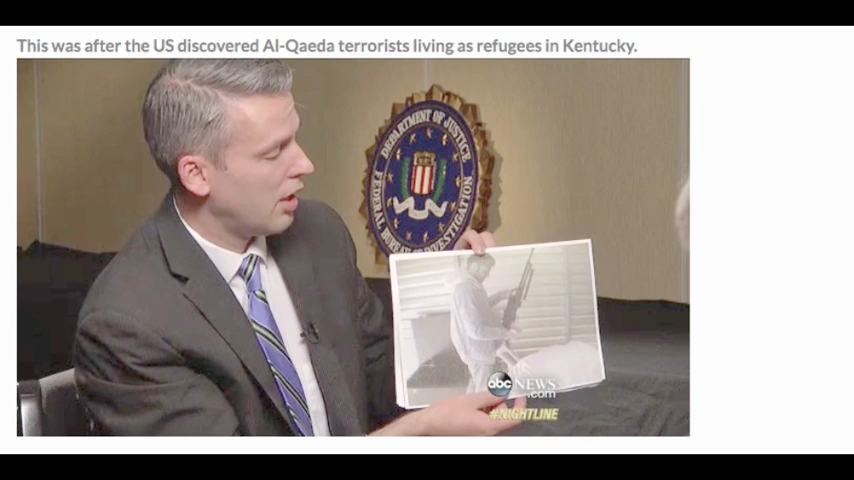 This was after the US discovered Al-Qaeda terrorists living as refugees in Kentucky.
DEPARTMENT OF JUSTICE
FEDERAL BUREAU OF INVESTIGATION
abc NEWS
.com
#NIGHTLINE